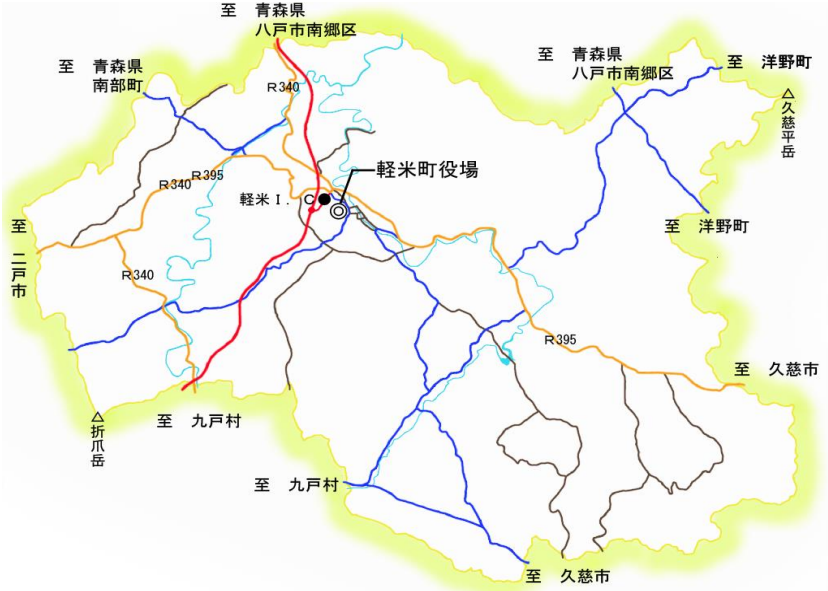 至 青森県
八戸市南郷区
至 青森県
南部町
至 青森県
八戸市南郷区
至 洋野町
△久慈平岳
R340
軽米町役場
R395
R340
軽米I.C
至 洋野町
至 二戸市
R340
R395
至 久慈市
△折爪岳
至 九戸村
至 九戸村
至 久慈市